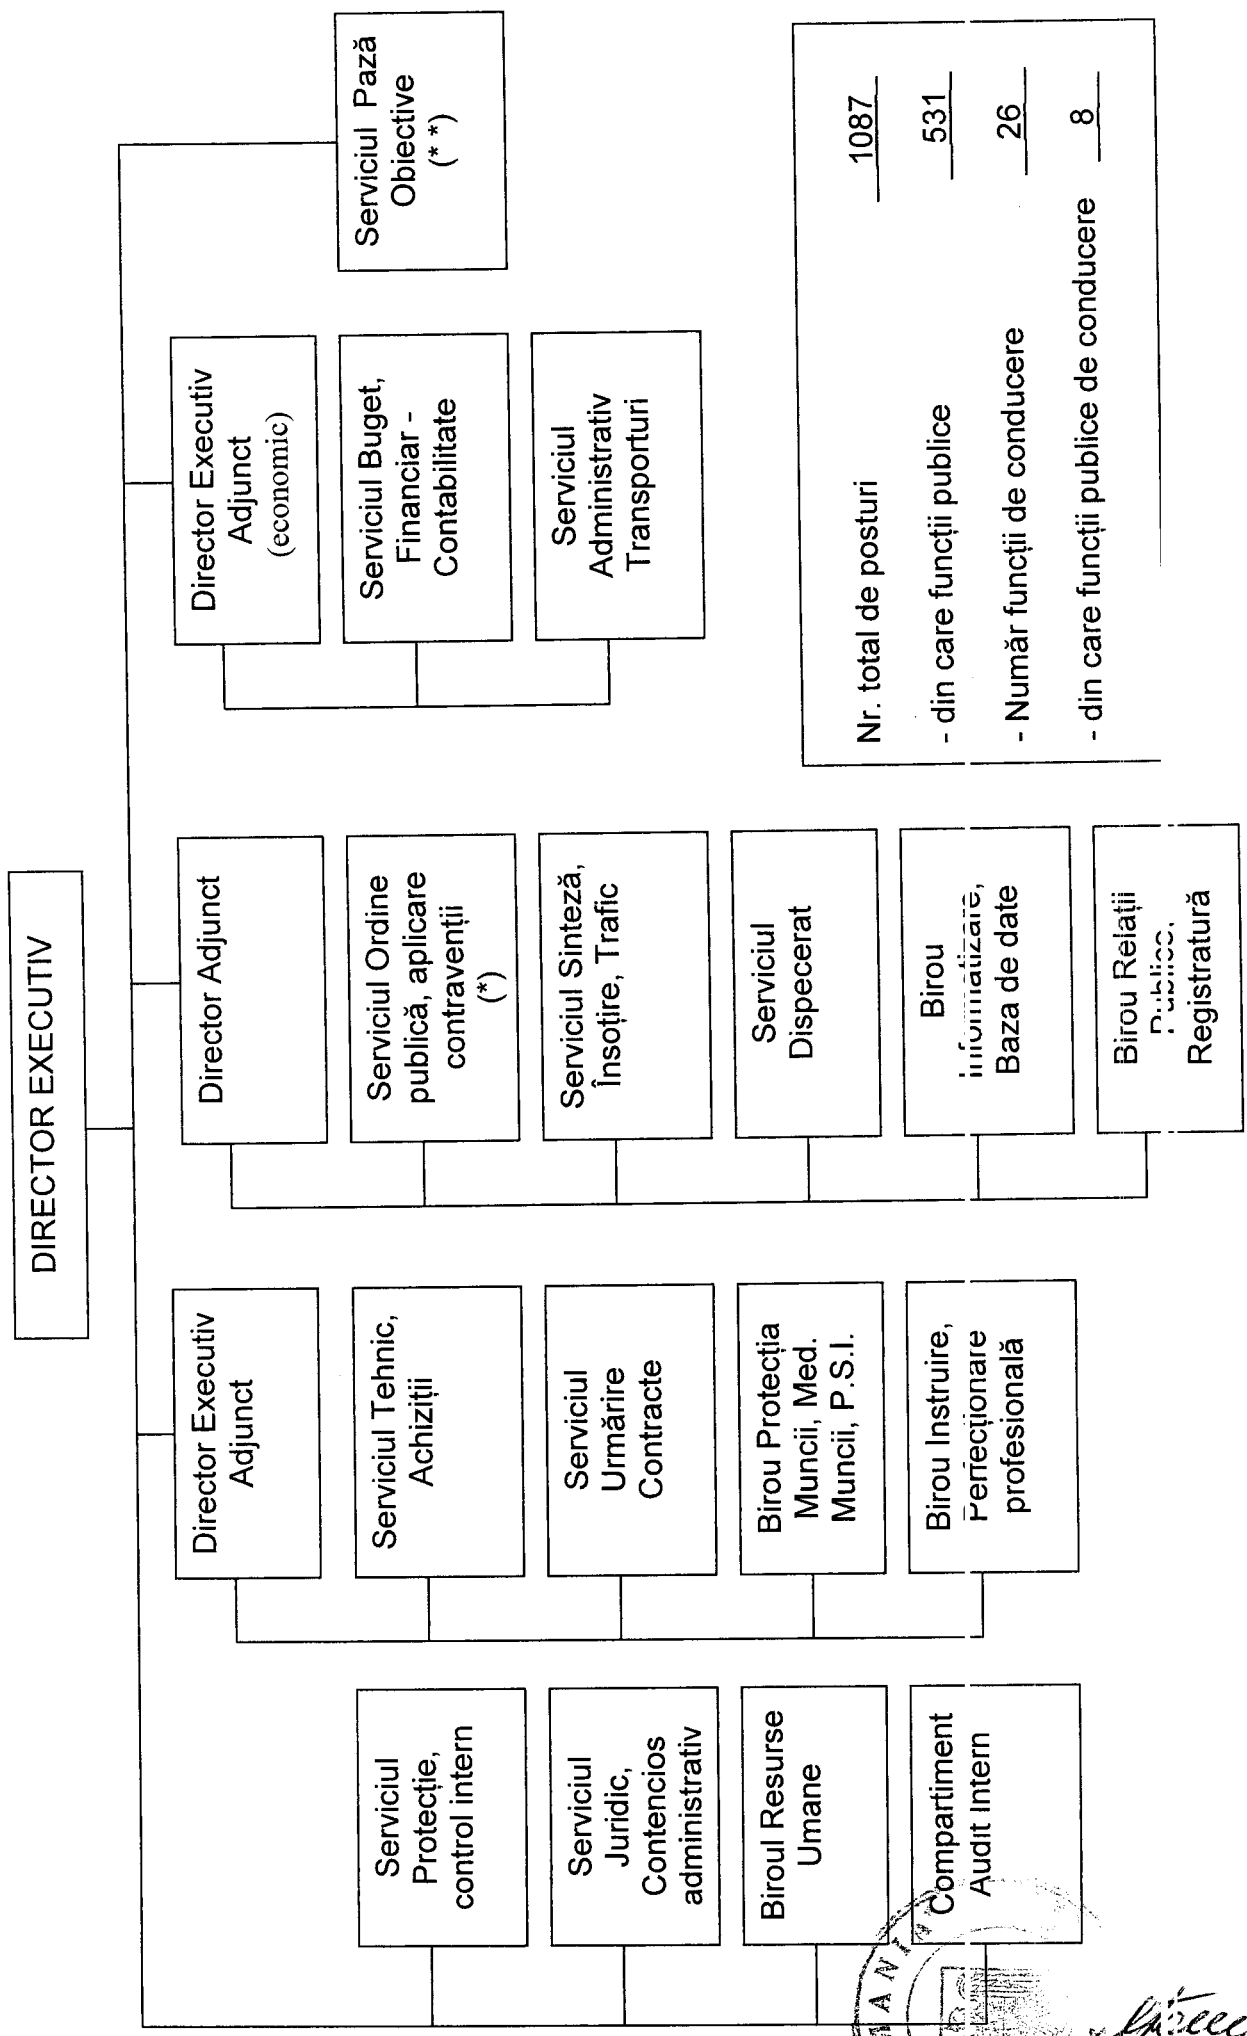 DIRECTOR EXECUTIV
Serviciul
Protecție,
control intern
Serviciul
Juridic,
Contencios
administrativ
Biroul Resurse
Umane
Compartiment
Audit Intern
Director Executiv
Adjunct
Serviciul Tehnic,
Achiziții
Serviciul
Urmărire
Contracte
Birou Protecția
Muncii, Med.
Muncii, P.S.I.
Birou Instruire,
Perfecționare
profesională
Director Adjunct
Serviciul Ordine
publică, aplicare
contravenții
(*)
Serviciul Sinteză,
Însoțire, Trafic
Serviciul
Dispecerat
Birou
Informatizare,
Baza de date
Birou Relații
Publice,
Registratură
Director Executiv
Adjunct
(economic)
Serviciul Buget,
Financiar -
Contabilitate
Serviciul
Administrativ
Transporturi
Serviciul Pază
Obiective
(* *)
Nr. total de posturi 1087
- din care funcții publice 531
- Număr funcții de conducere 26
- din care funcții publice de conducere 8